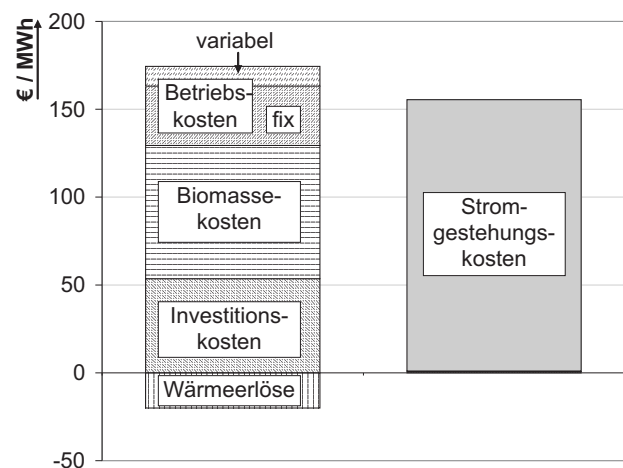 € / MWh
200
150
100
50
0
-50
variabel
Betriebs-
kosten
fix
Biomasse-
kosten
Investitions-
kosten
Wärmeerlöse
Strom-
gestehungs-
kosten